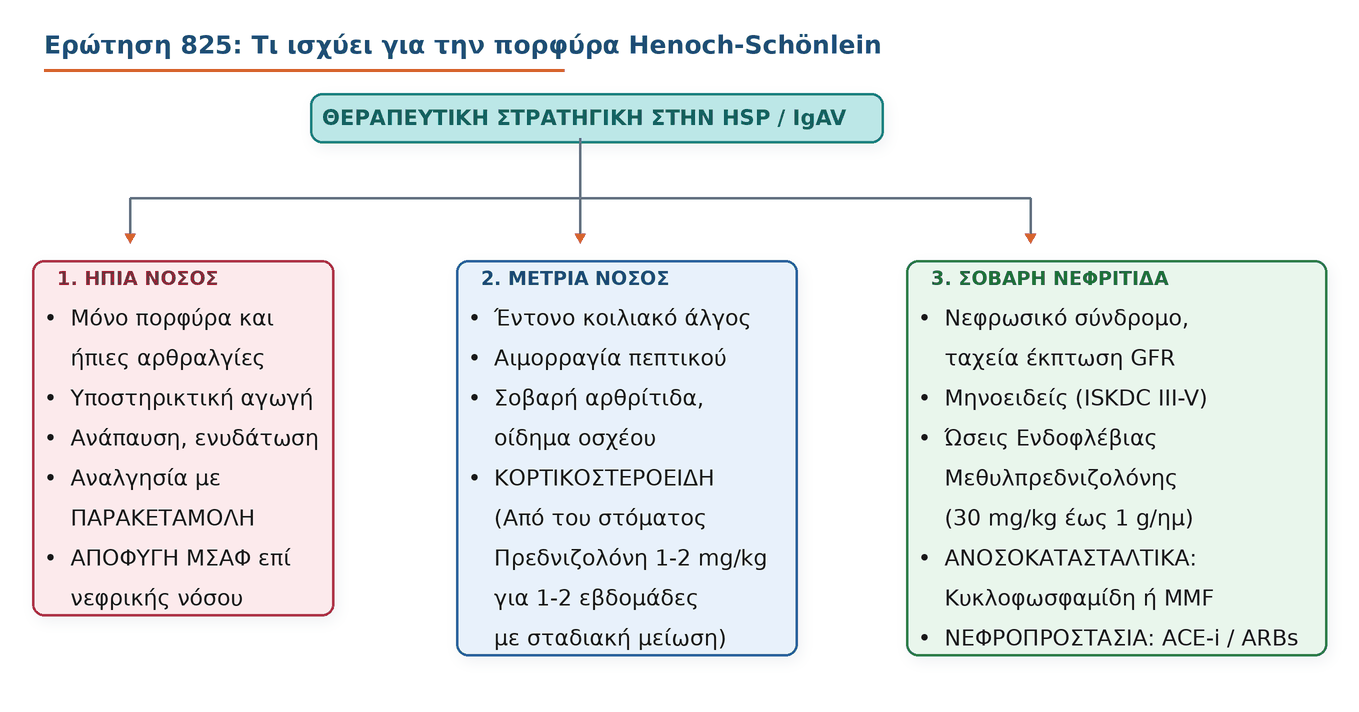 Ερώτηση 825: Τι ισχύει για την πορφύρα Henoch-Schönlein
ΘΕΡΑΠΕΥΤΙΚΗ ΣΤΡΑΤΗΓΙΚΗ ΣΤΗΝ HSP / IgAV
1. ΗΠΙΑ ΝΟΣΟΣ
• Μόνο πορφύρα και
ήπιες αρθραλγίες
• Υποστηρικτική αγωγή
• Ανάπαυση, ενυδάτωση
• Αναλγησία με
ΠΑΡΑΚΕΤΑΜΟΛΗ
• ΑΠΟΦΥΓΗ ΜΣΑΦ επί
νεφρικής νόσου
2. ΜΕΤΡΙΑ ΝΟΣΟΣ
• Έντονο κοιλιακό άλγος
• Αιμορραγία πεπτικού
• Σοβαρή αρθρίτιδα,
οίδημα οσχέου
• ΚΟΡΤΙΚΟΣΤΕΡΟΕΙΔΗ
(Από του στόματος
Πρεδνιζολόνη 1-2 mg/kg
για 1-2 εβδομάδες
με σταδιακή μείωση)
3. ΣΟΒΑΡΗ ΝΕΦΡΙΤΙΔΑ
• Νεφρωσικό σύνδρομο,
ταχεία έκπτωση GFR
• Μηνοειδείς (ISKDC III-V)
• Ώσεις Ενδοφλέβιας
Μεθυλπρεδνιζολόνης
(30 mg/kg έως 1 g/ημ)
• ΑΝΟΣΟΚΑΤΑΣΤΑΛΤΙΚΑ:
Κυκλοφωσφαμίδη ή MMF
• ΝΕΦΡΟΠΡΟΣΤΑΣΙΑ: ACE-i / ARBs